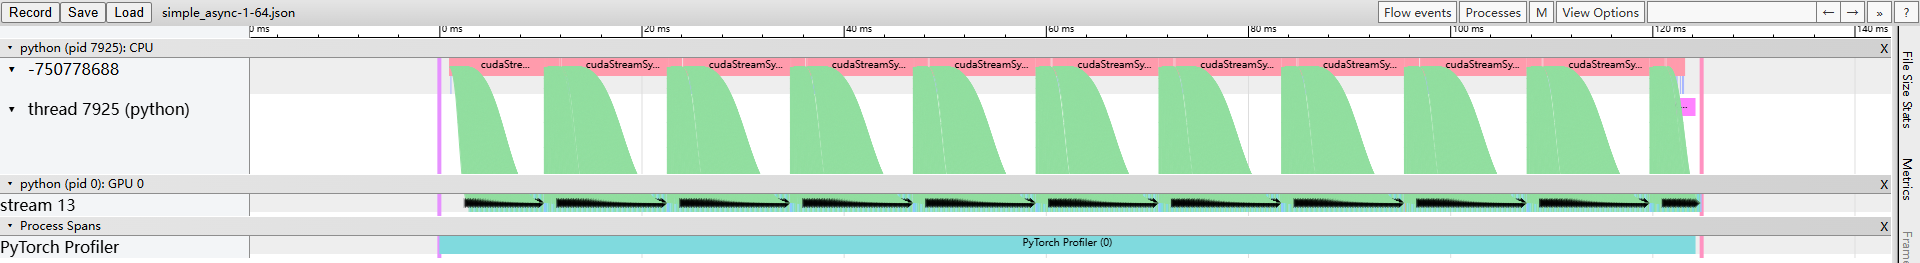 Record Save Load simple_async-1-64.json Flow events Processes M View Options ← → » ?
0 ms 0 ms 20 ms 40 ms 60 ms 80 ms 100 ms 120 ms 140 ms
python (pid 7925): CPU X
-750778688 cudaStre... cudaStreamSy... cudaStreamSy... cudaStreamSy... cudaStreamSy... cudaStreamSy... cudaStreamSy... cudaStreamSy... cudaStreamSy... cudaStreamSy...
thread 7925 (python) ...
python (pid 0): GPU 0 X
stream 13
Process Spans X
PyTorch Profiler PyTorch Profiler (0)
File Size Stats
Metrics
Frame